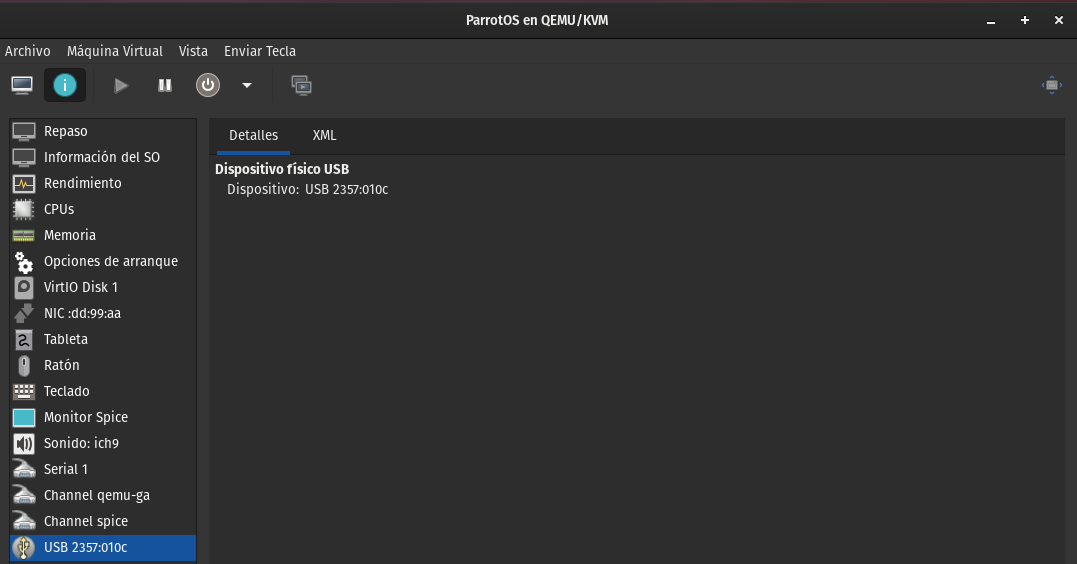 ParrotOS en QEMU/KVM
Archivo Máquina Virtual Vista Enviar Tecla
Repaso
Información del SO
Rendimiento
CPUs
Memoria
Opciones de arranque
VirtIO Disk 1
NIC :dd:99:aa
Tableta
Ratón
Teclado
Monitor Spice
Sonido: ich9
Serial 1
Channel qemu-ga
Channel spice
USB 2357:010c
Detalles XML
Dispositivo físico USB
Dispositivo: USB 2357:010c